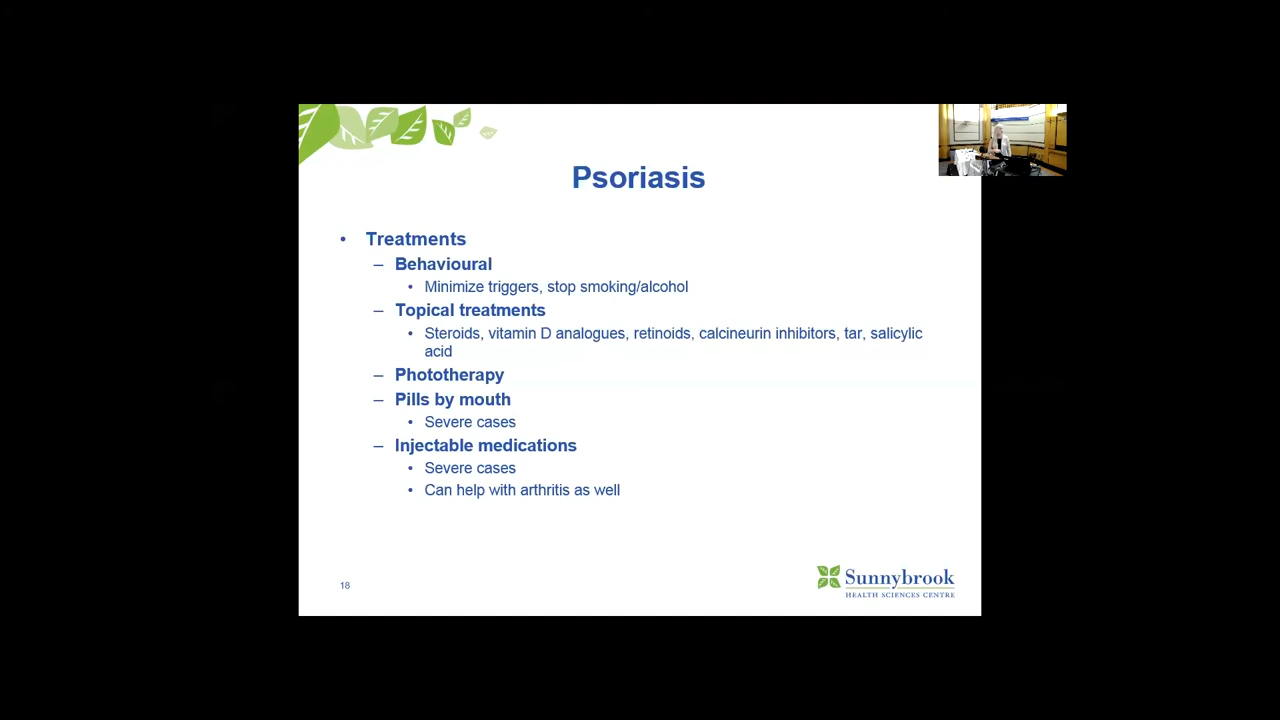 Psoriasis
• Treatments
– Behavioural
• Minimize triggers, stop smoking/alcohol
– Topical treatments
• Steroids, vitamin D analogues, retinoids, calcineurin inhibitors, tar, salicylic
acid
– Phototherapy
– Pills by mouth
• Severe cases
– Injectable medications
• Severe cases
• Can help with arthritis as well
18
Sunnybrook
HEALTH SCIENCES CENTRE